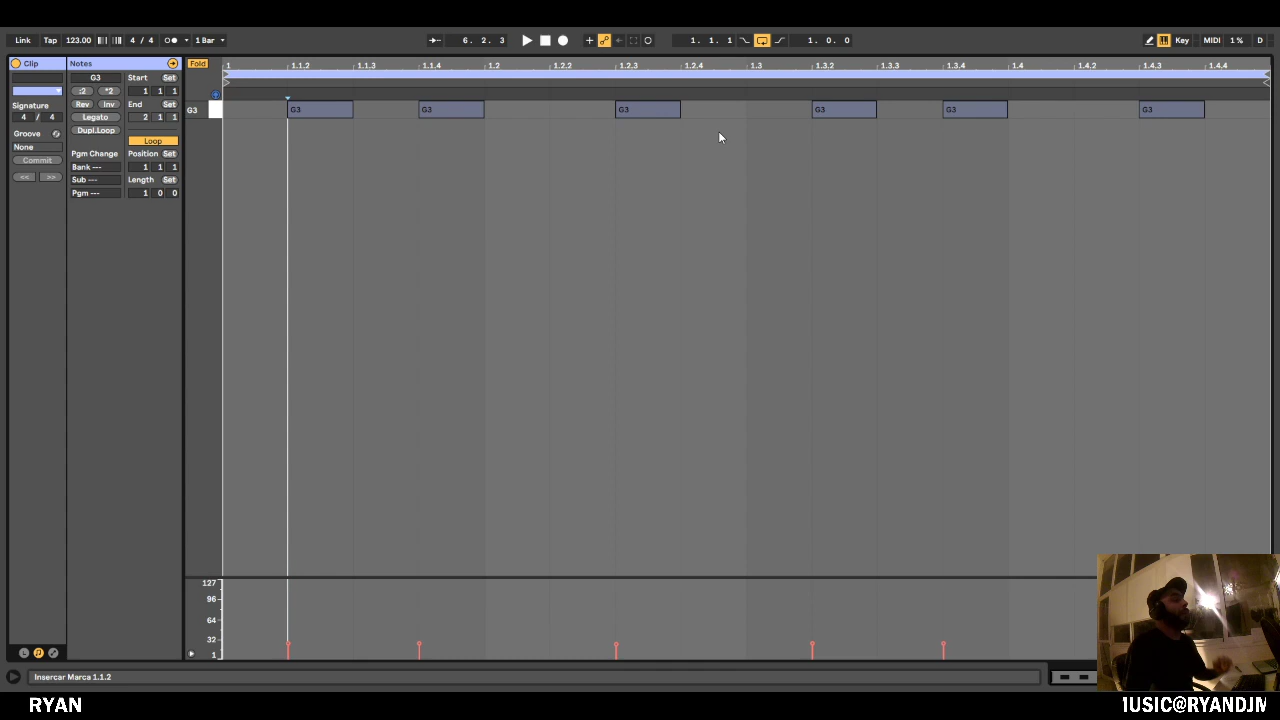 Link Tap 123.00 4 / 4 1 Bar 6. 2. 3 1. 1. 1 1. 0. 0 Key MIDI 1 % D
Clip Notes Fold 1 1.1.2 1.1.3 1.1.4 1.2 1.2.2 1.2.3 1.2.4 1.3 1.3.2 1.3.3 1.3.4 1.4 1.4.2 1.4.3 1.4.4
G3 Start Set
:2 *2 1 1 1
Signature Rev Inv End Set
4 / 4 Legato 2 1 1
G3 G3 G3 G3 G3 G3 G3
Groove Dupl.Loop
None Loop
Commit Pgm Change Position Set
<< >> Bank --- 1 1 1
Sub --- Length Set
Pgm --- 1 0 0
127
96
64
32
1
L
Insercar Marca 1.1.2
RYAN
USIC@RYANDJM